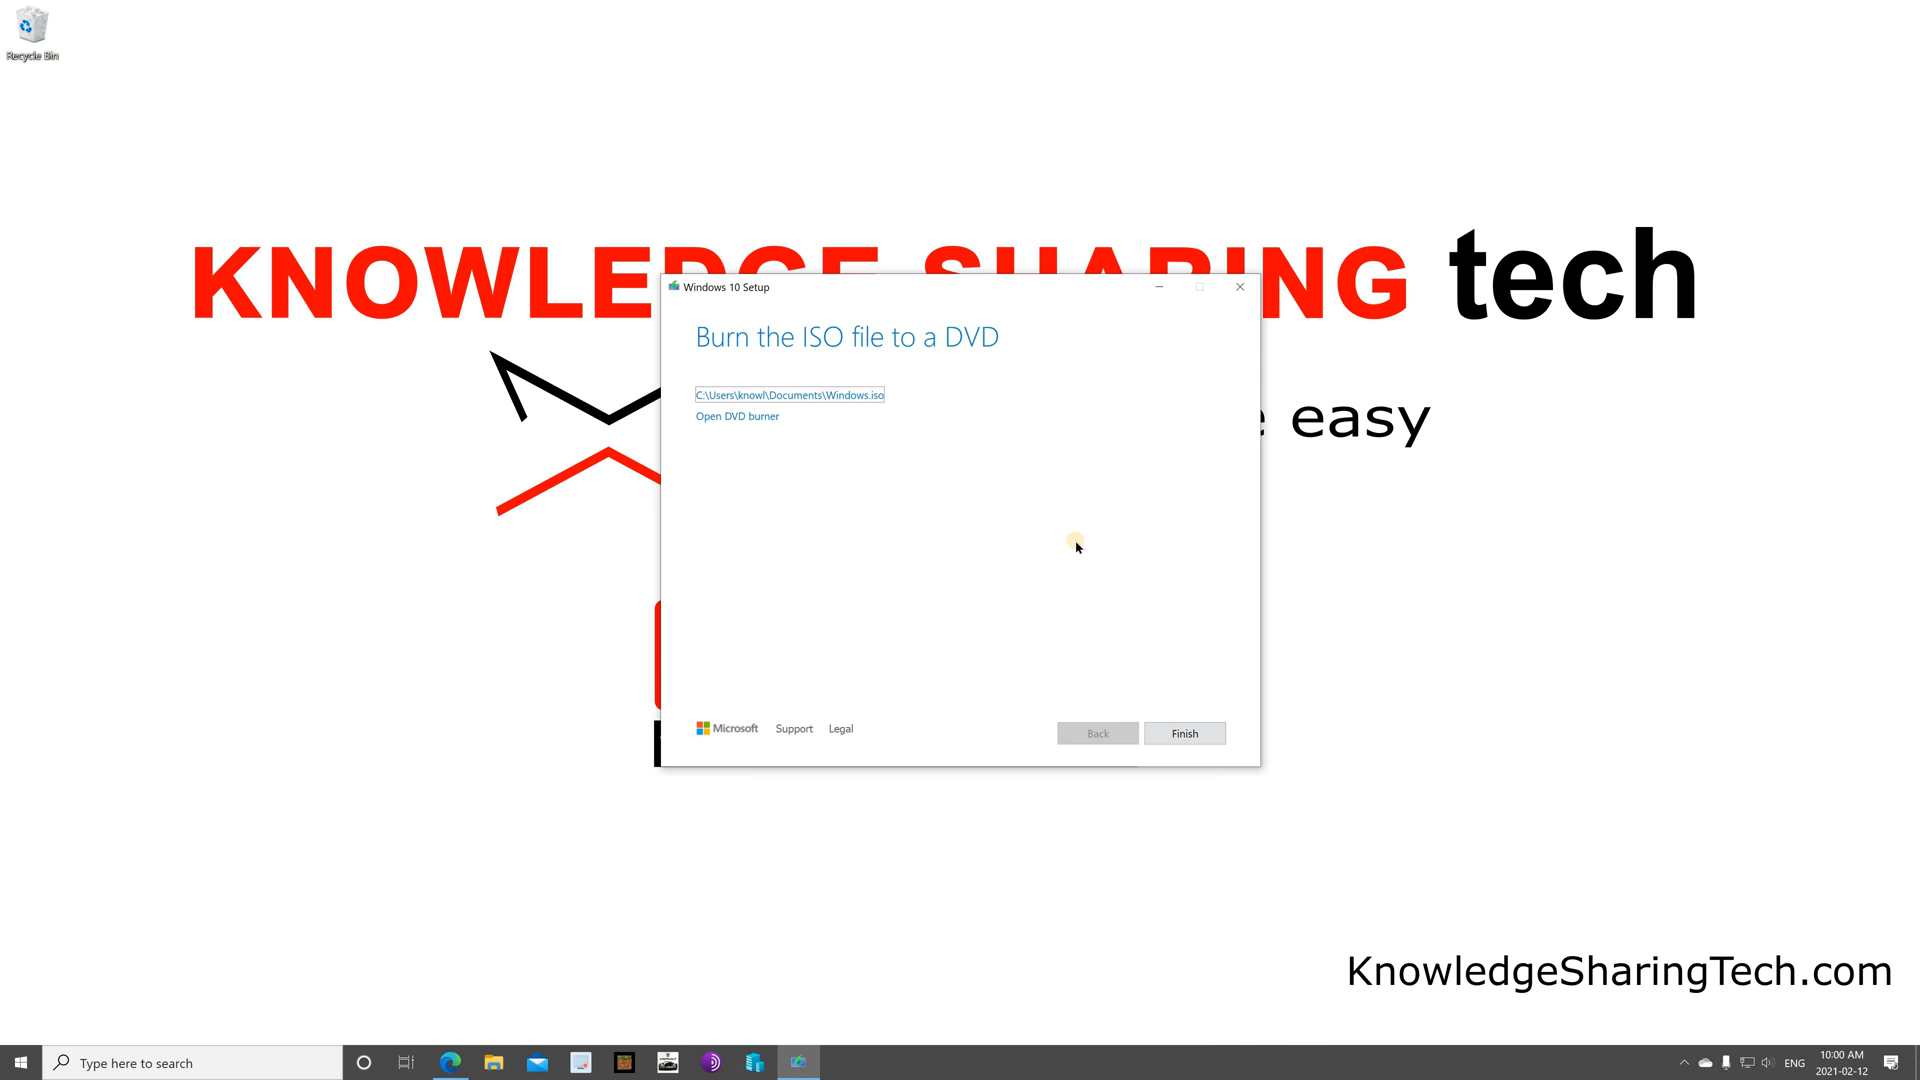 Recycle Bin
KNOWLEDGE SHARING tech
easy
Windows 10 Setup
Burn the ISO file to a DVD
C:\Users\knowl\Documents\Windows.iso
Open DVD burner
Microsoft Support Legal
Back Finish
KnowledgeSharingTech.com
Type here to search
ENG
10:00 AM
2021-02-12